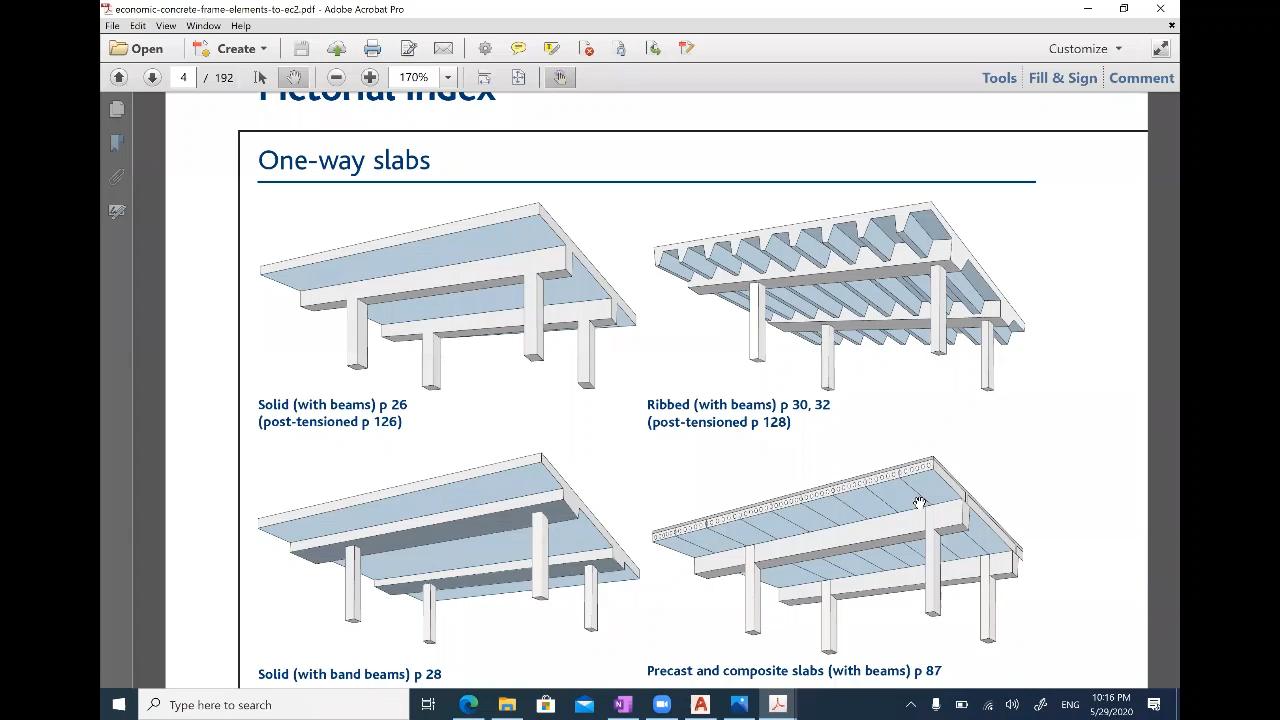 economic-concrete-frame-elements-to-ec2.pdf - Adobe Acrobat Pro
File Edit View Window Help
Open Create Customize
4 / 192 170% Tools Fill & Sign Comment
Pictorial index
One-way slabs
Solid (with beams) p 26
(post-tensioned p 126)
Ribbed (with beams) p 30, 32
(post-tensioned p 128)
Solid (with band beams) p 28
Precast and composite slabs (with beams) p 87
Type here to search
ENG
10:16 PM
5/29/2020